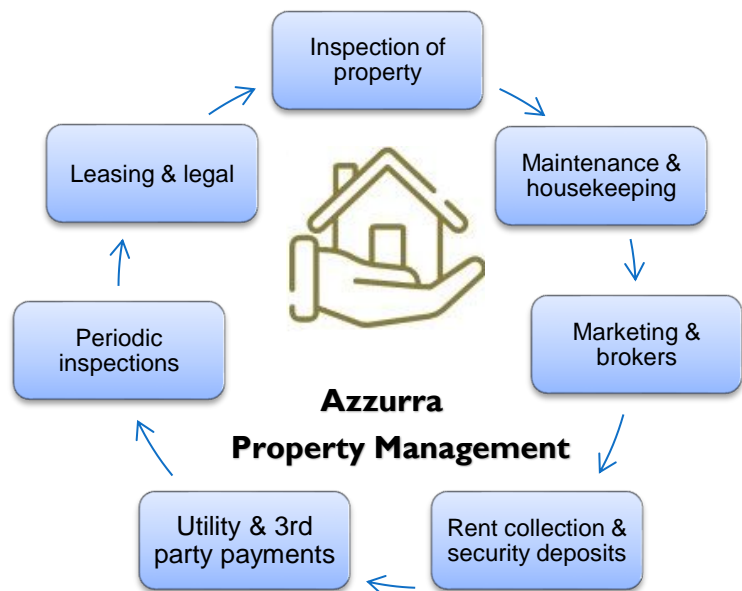 Inspection of
property
Maintenance &
housekeeping
Marketing &
brokers
Rent collection &
security deposits
Utility & 3rd
party payments
Periodic
inspections
Leasing & legal
Azzurra
Property Management